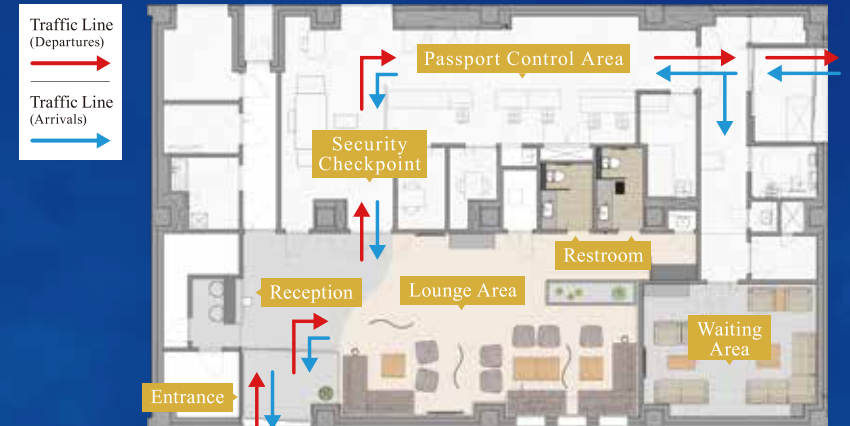 Traffic Line
(Departures)
Traffic Line
(Arrivals)
Passport Control Area
Security
Checkpoint
Restroom
Reception
Lounge Area
Waiting
Area
Entrance